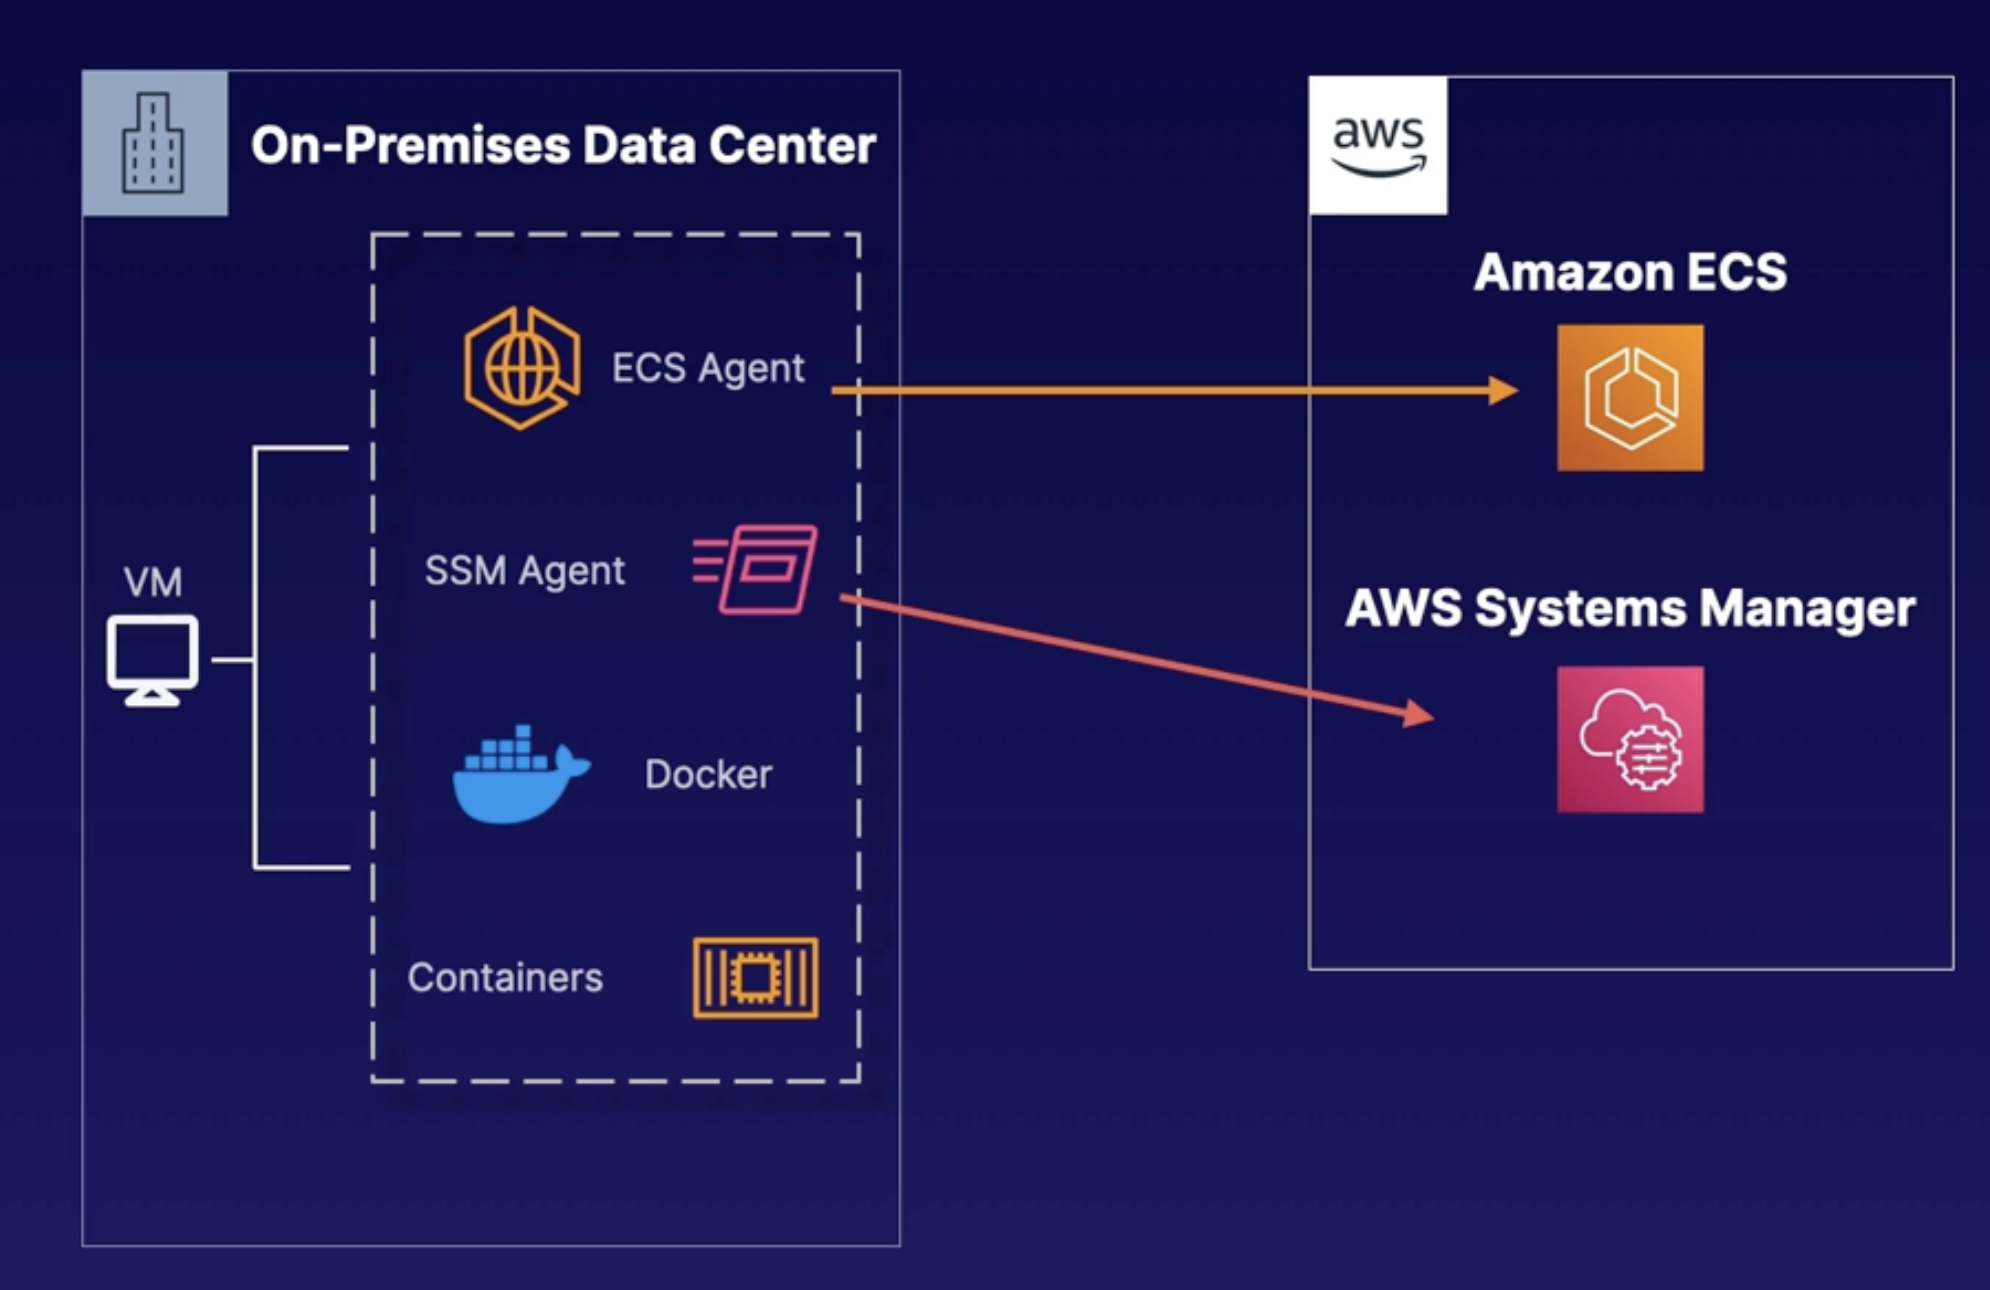 On-Premises Data Center
ECS Agent
SSM Agent
VM
Docker
Containers
aws
Amazon ECS
AWS Systems Manager